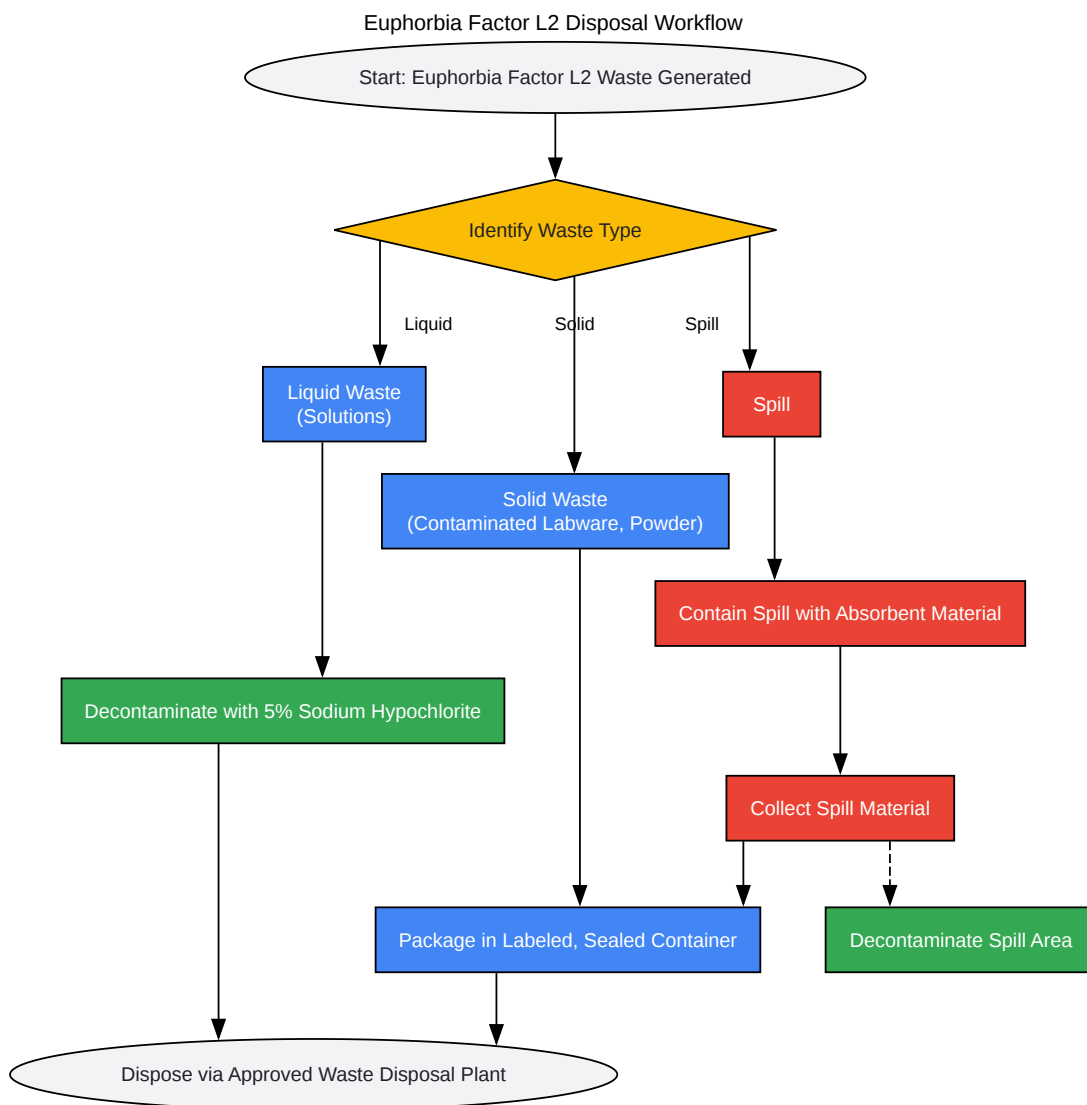 Euphorbia Factor L2 Disposal Workflow
Start: Euphorbia Factor L2 Waste Generated
Identify Waste Type
Liquid
Solid
Spill
Liquid Waste
(Solutions)
Spill
Solid Waste
(Contaminated Labware, Powder)
Contain Spill with Absorbent Material
Decontaminate with 5% Sodium Hypochlorite
Collect Spill Material
Package in Labeled, Sealed Container
Decontaminate Spill Area
Dispose via Approved Waste Disposal Plant